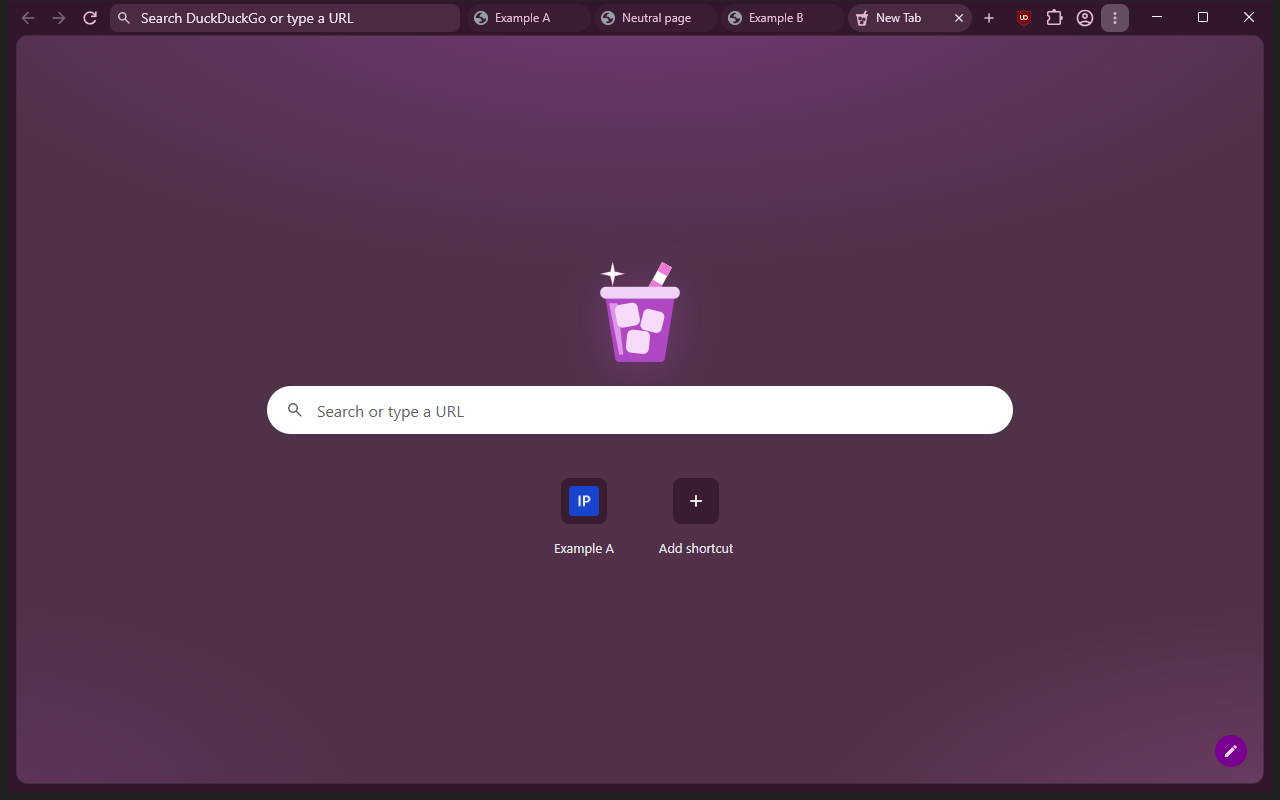 Search DuckDuckGo or type a URL
Example A
Neutral page
Example B
New Tab
UD
Search or type a URL
IP
Example A
Add shortcut